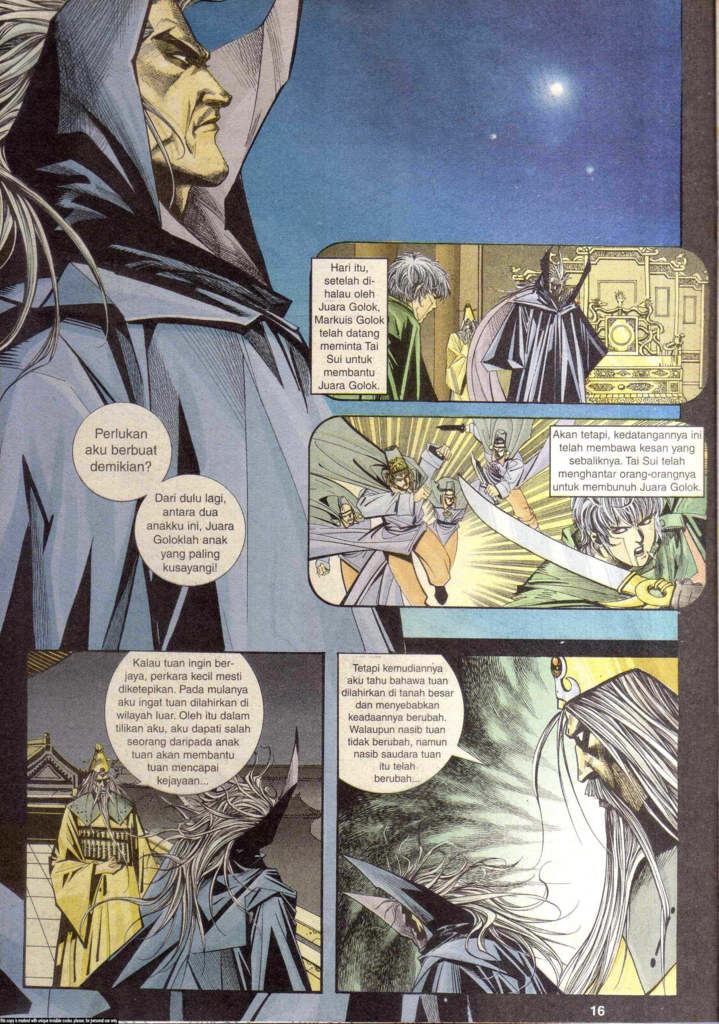 Hari itu,
setelah di-
halau oleh
Juara Golok,
Markuis Golok
telah datang
meminta Tai
Sui untuk
membantu
Juara Golok.
Akan tetapi, kedatangannya ini
telah membawa kesan yang
sebaliknya. Tai Sui telah
menghantar orang-orangnya
untuk membunuh Juara Golok.
Perlukan
aku berbuat
demikian?
Dari dulu lagi,
antara dua
anakku ini, Juara
Goloklah anak
yang paling
kusayangi!
Kalau tuan ingin ber-
jaya, perkara kecil mesti
diketepikan. Pada mulanya
aku ingat tuan dilahirkan di
wilayah luar. Oleh itu dalam
tilikan aku, aku dapati salah
seorang daripada anak
tuan akan membantu
tuan mencapai
kejayaan...
Tetapi kemudiannya
aku tahu bahawa tuan
dilahirkan di tanah besar
dan menyebabkan
keadaannya berubah.
Walaupun nasib tuan
tidak berubah, namun
nasib saudara tuan
itu telah
berubah...
16